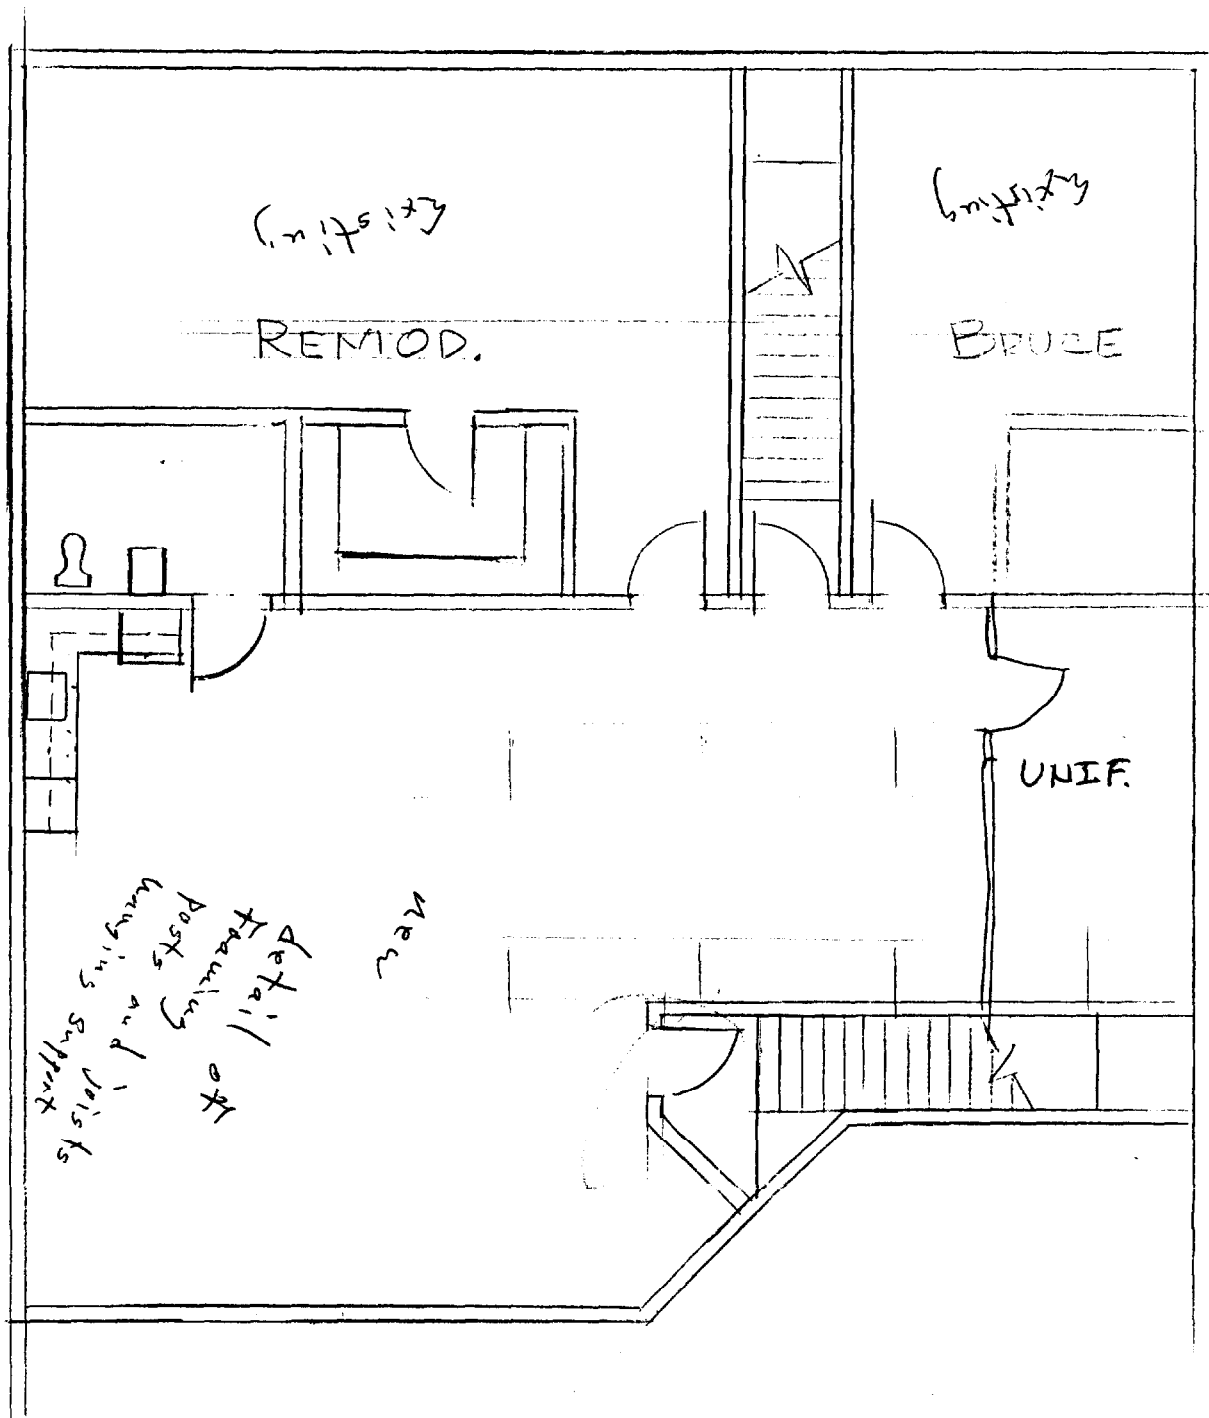 Existing
Existing
REMOD.
BRUCE
UNIF.
new
detail of
framing
posts and joists
hanging support